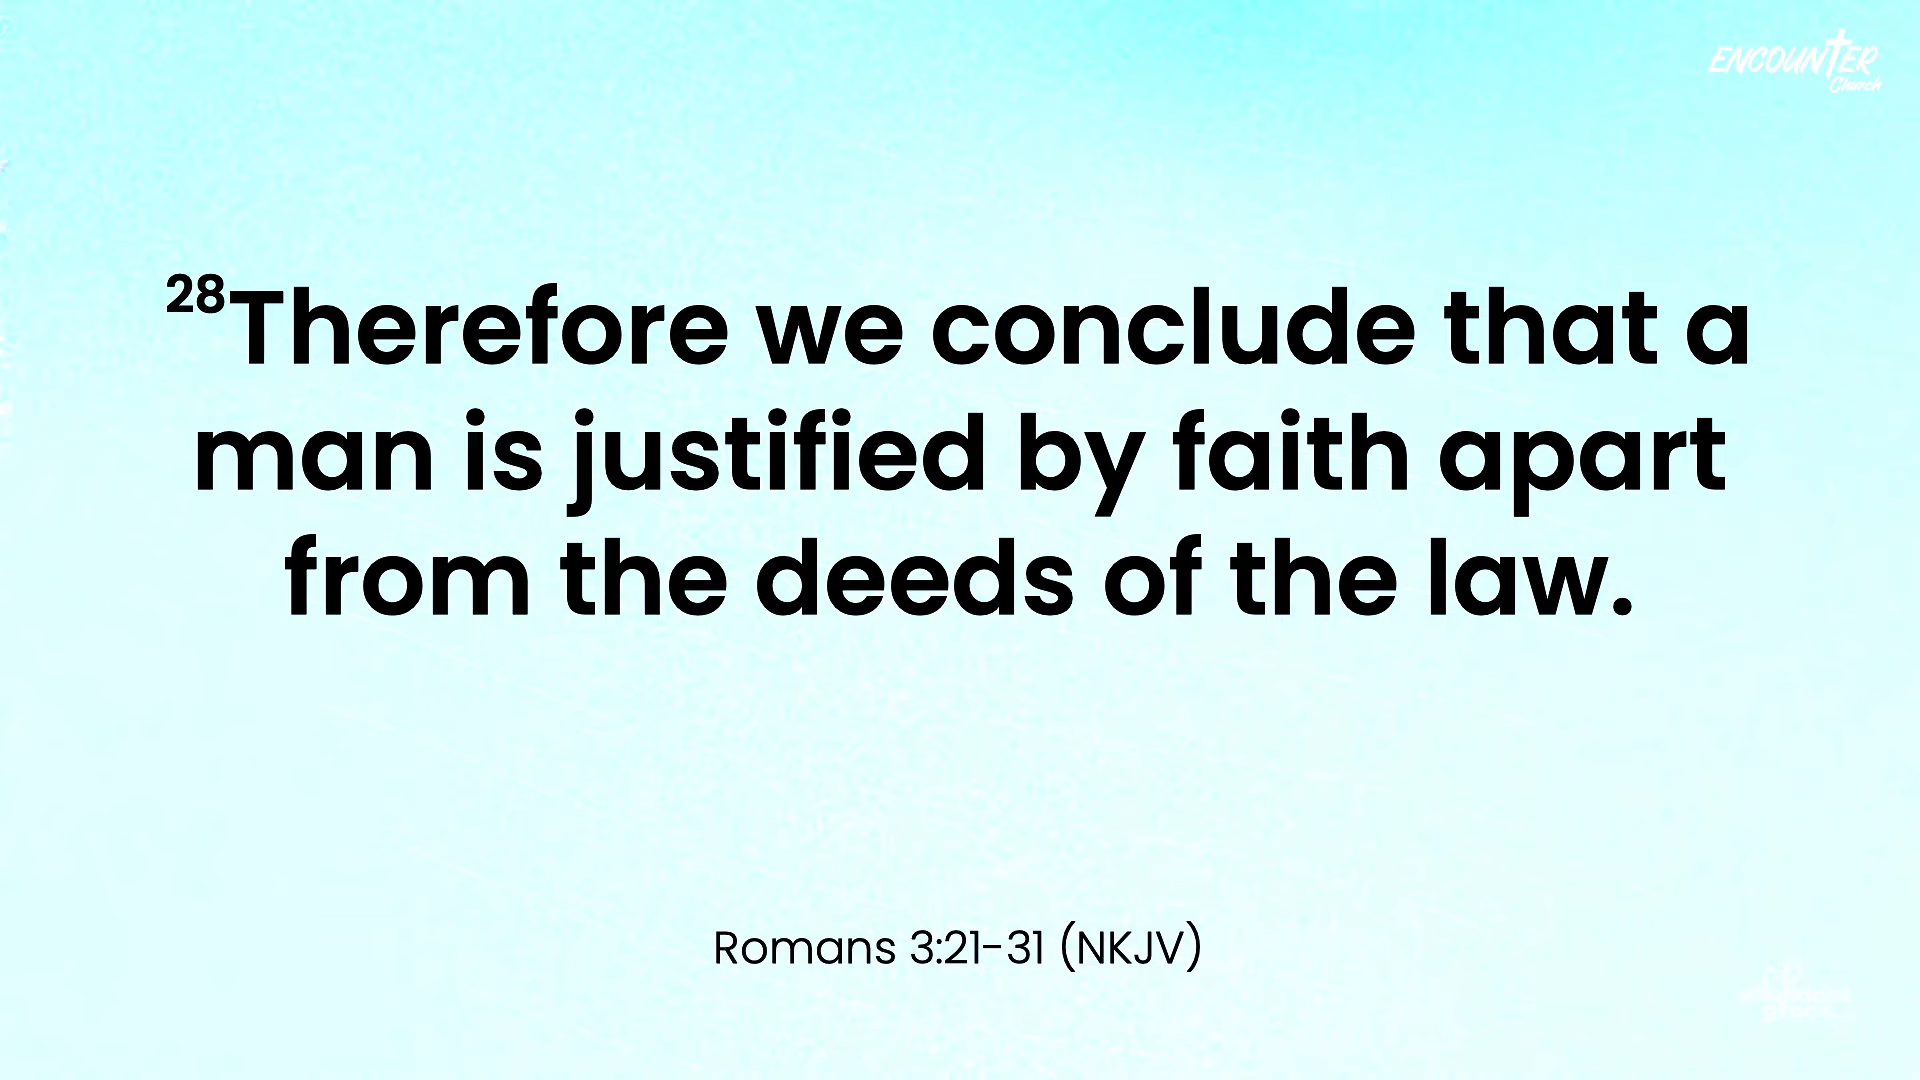 ENCOUNTER
Church
²⁸Therefore we conclude that a
man is justified by faith apart
from the deeds of the law.
Romans 3:21-31 (NKJV)